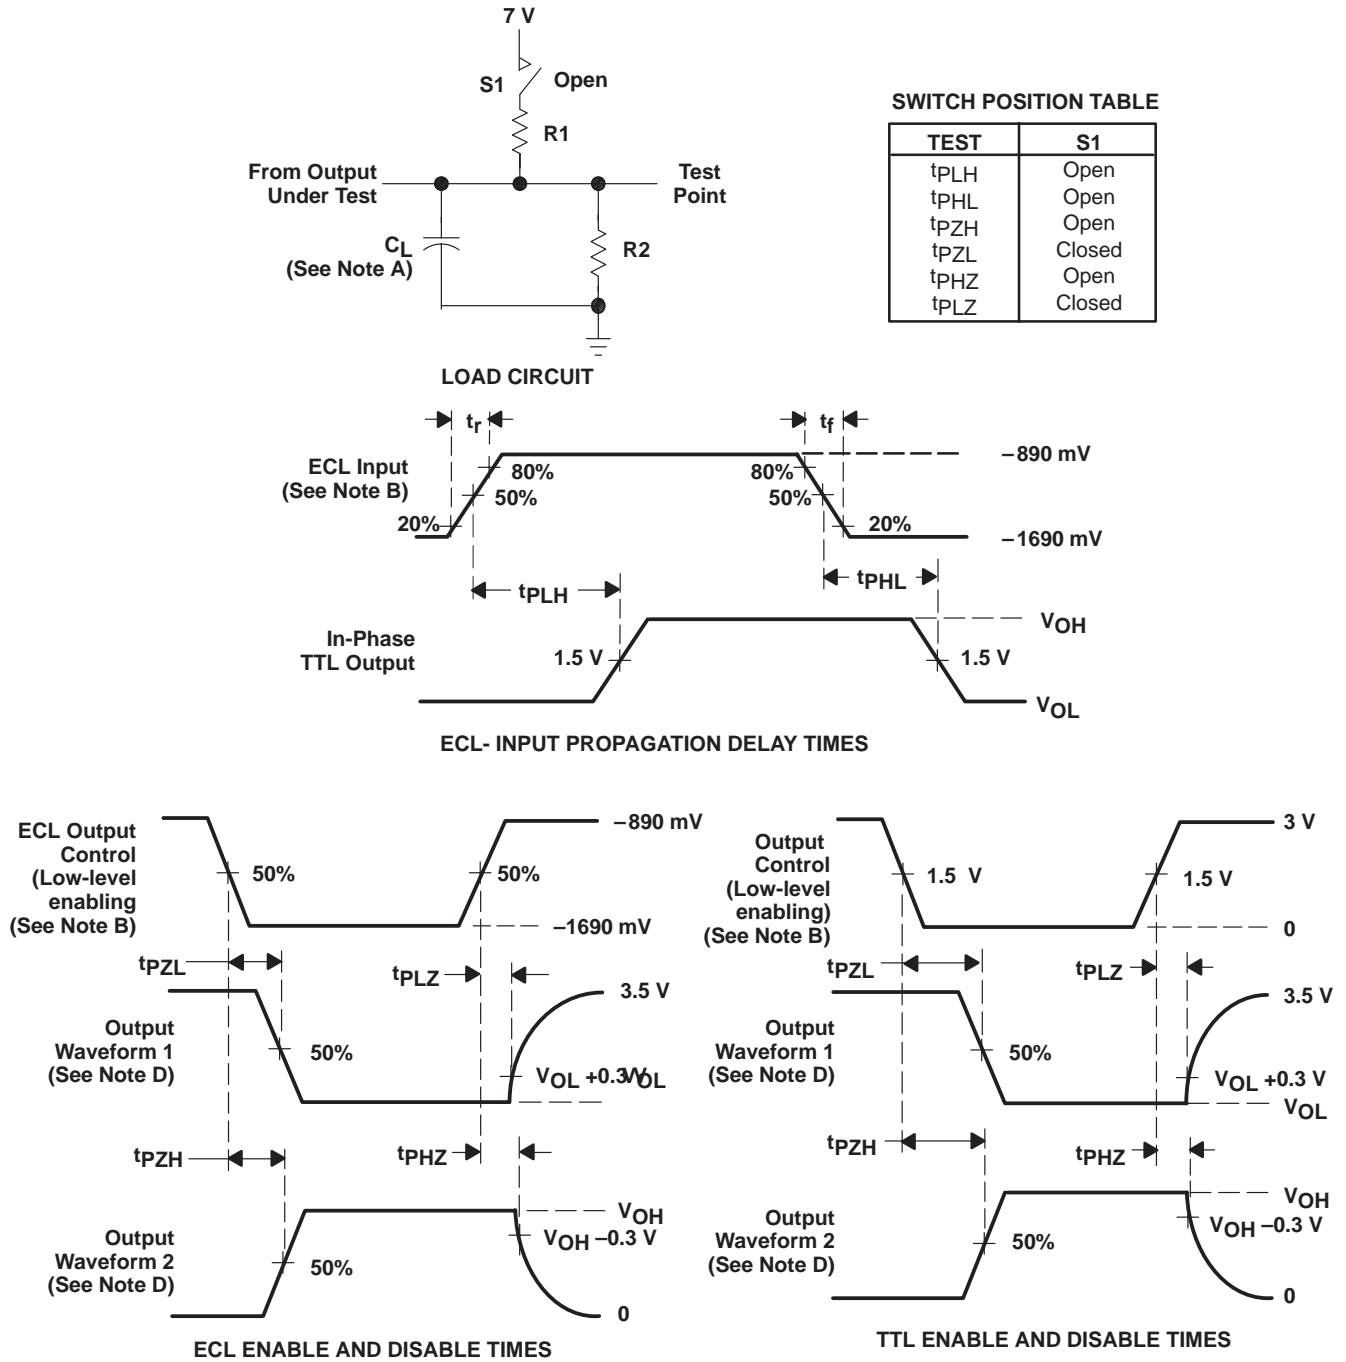 7 V
S1
Open
R1
From Output
Under Test
Test
Point
CL
(See Note A)
R2
LOAD CIRCUIT
SWITCH POSITION TABLE
TEST S1
tPLH Open
tPHL Open
tPZH Open
tPZL Closed
tPHZ Open
tPLZ Closed
tr
tf
ECL Input
(See Note B)
80%
50%
20%
80%
50%
20%
–890 mV
–1690 mV
tPLH
tPHL
In-Phase
TTL Output
1.5 V
1.5 V
VOH
VOL
ECL- INPUT PROPAGATION DELAY TIMES
ECL Output
Control
(Low-level
enabling
(See Note B)
50%
50%
–890 mV
–1690 mV
tPZL
tPLZ
3.5 V
Output
Waveform 1
(See Note D)
50%
VOL +0.3 V
VOL
tPZH
tPHZ
Output
Waveform 2
(See Note D)
50%
VOH
VOH –0.3 V
0
ECL ENABLE AND DISABLE TIMES
Output
Control
(Low-level
enabling)
(See Note B)
1.5 V
1.5 V
3 V
0
tPZL
tPLZ
3.5 V
Output
Waveform 1
(See Note D)
50%
VOL +0.3 V
VOL
tPZH
tPHZ
Output
Waveform 2
(See Note D)
50%
VOH
VOH –0.3 V
0
TTL ENABLE AND DISABLE TIMES